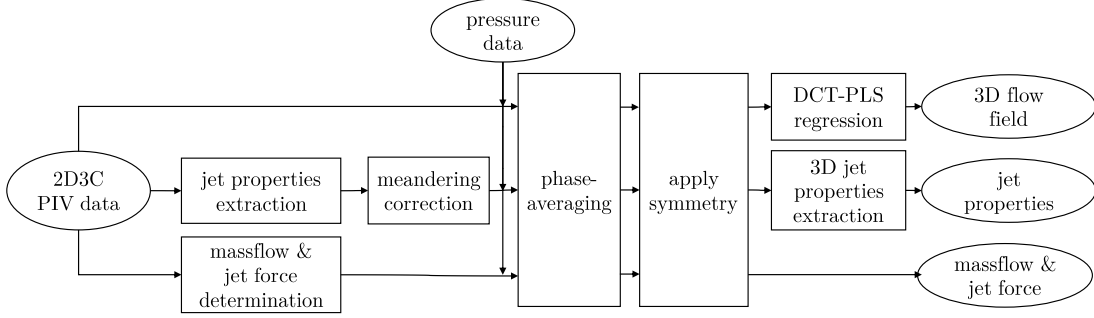 pressure
data
2D3C
PIV data
jet properties
extraction
meandering
correction
massflow &
jet force
determination
phase-
averaging
apply
symmetry
DCT-PLS
regression
3D flow
field
3D jet
properties
extraction
jet
properties
massflow &
jet force